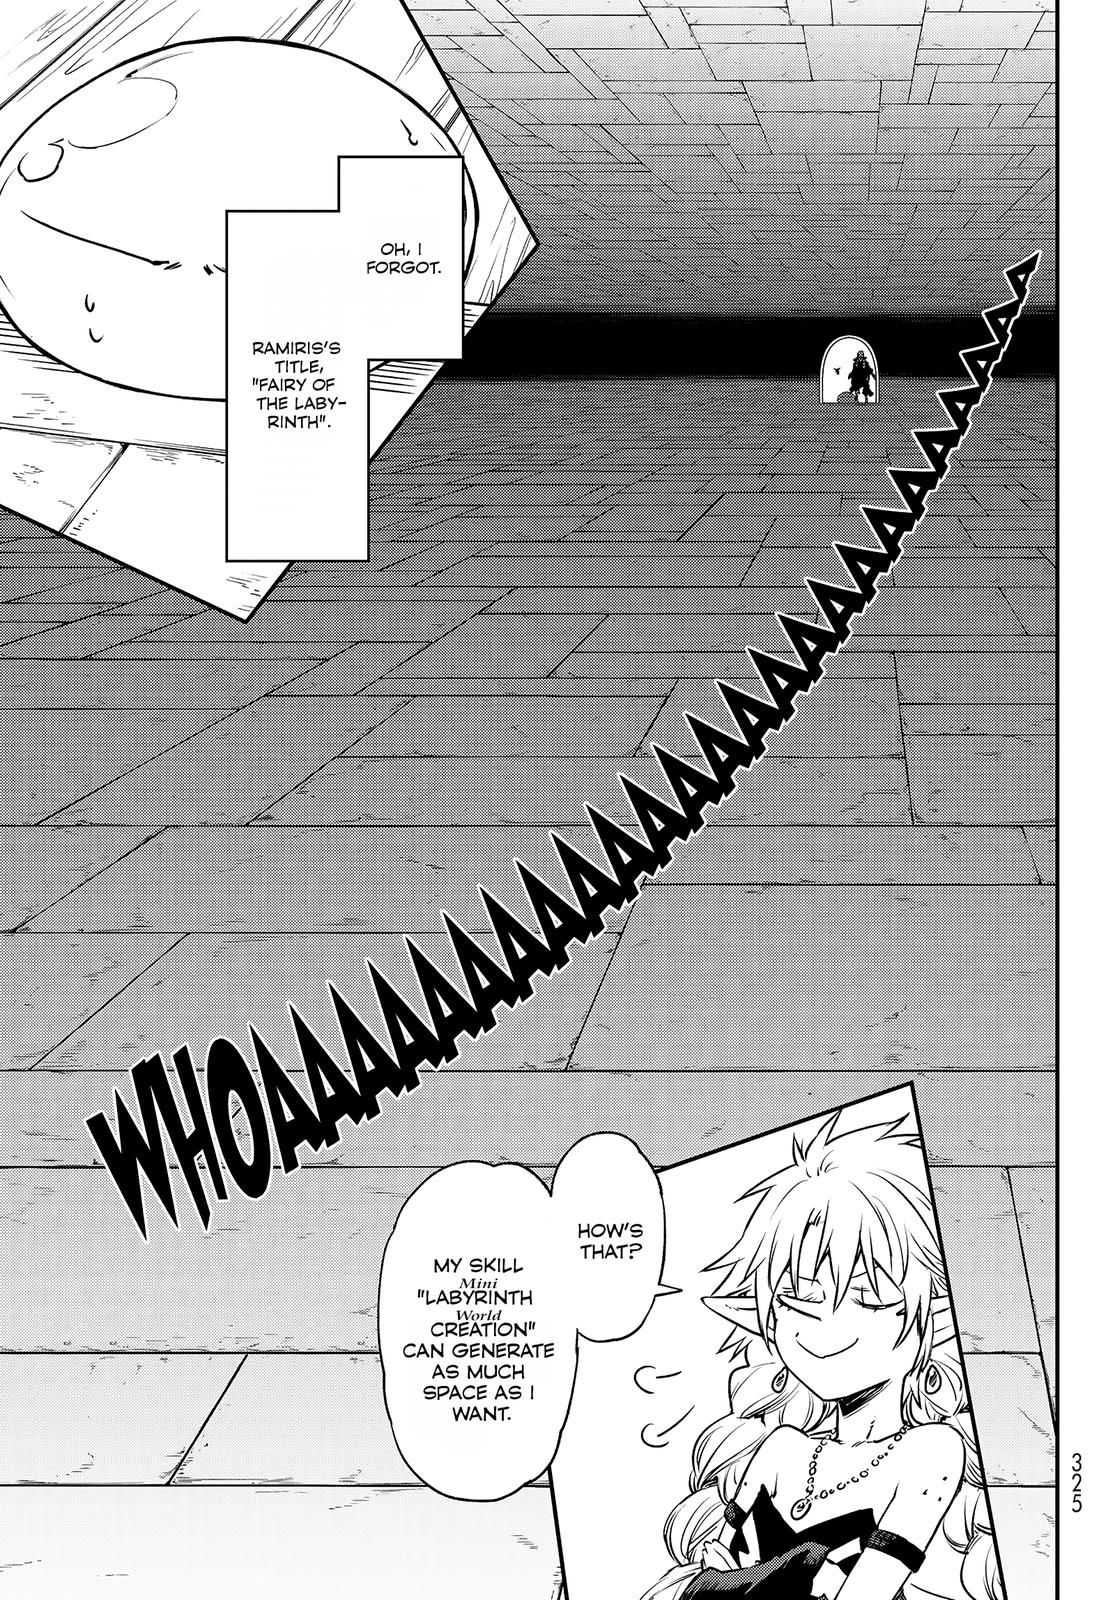 OH, I
FORGOT.
RAMIRIS'S
TITLE,
"FAIRY OF
THE LABY-
RINTH".
WHOAAAAAAAAAAAAAAAAAAAAAAAAAAA
HOW'S
THAT?
MY SKILL
Mini
"LABYRINTH
World
CREATION"
CAN GENERATE
AS MUCH
SPACE AS I
WANT.
325